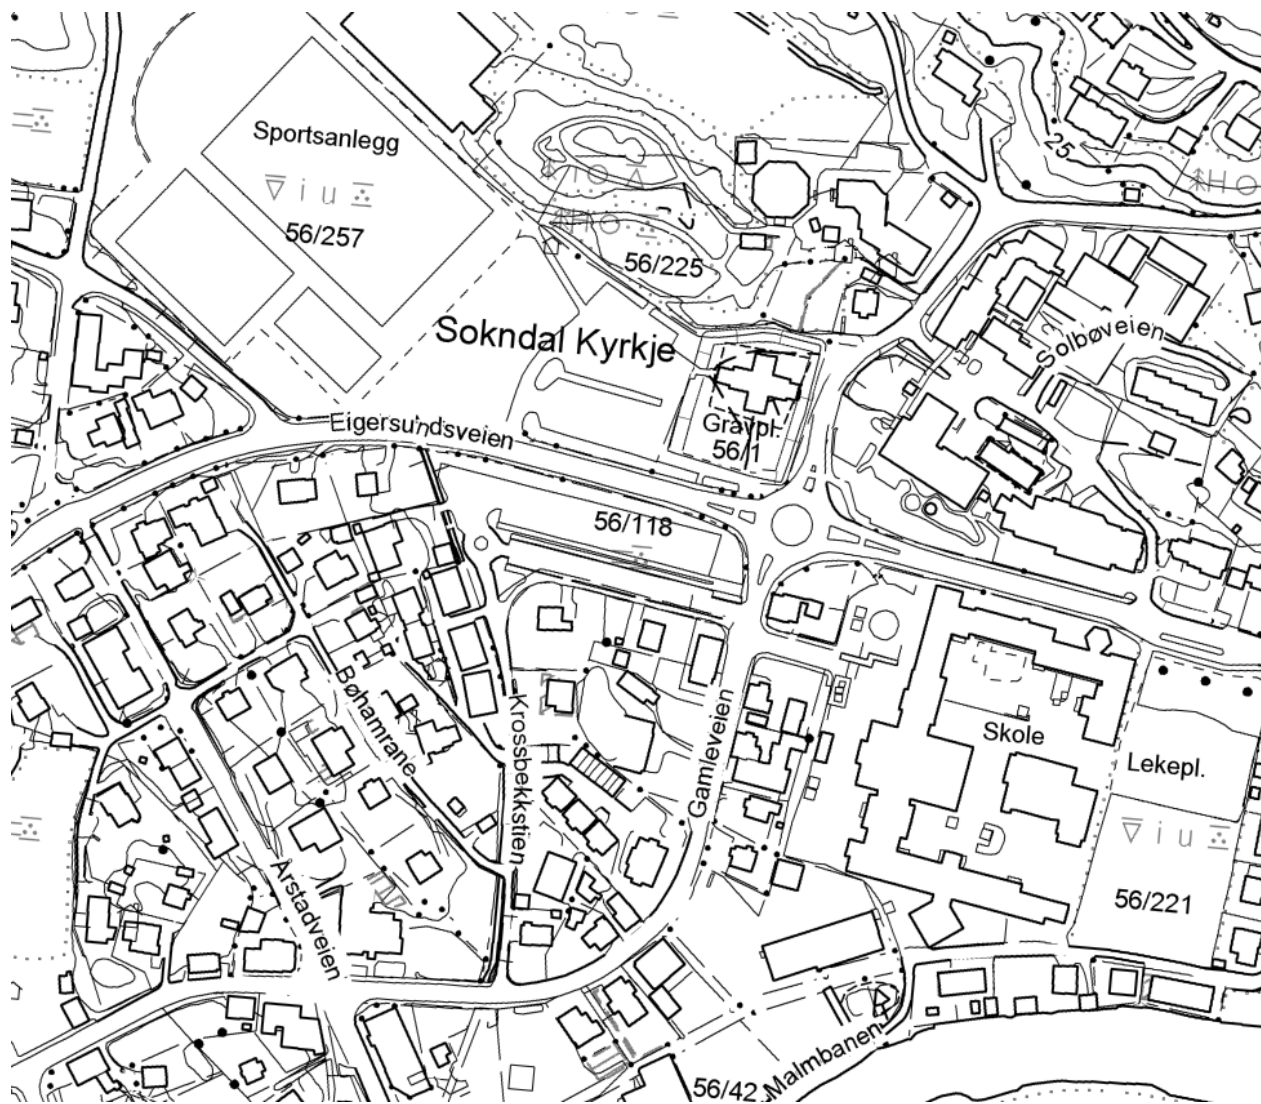 25
Sportsanlegg
i u
i o
H O
56/257
H O
56/225
Sokndal Kyrkje
Solbøveien
Eigersundsveien
Gravpl.
56/1
56/118
Bøhamrane
Krossbekkstien
Gamleveien
Skole
Lekepl.
i u
Årstadveien
56/221
Malmbanen
56/42